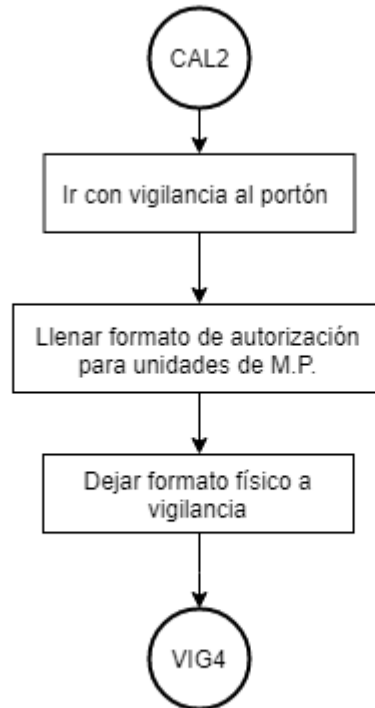 CAL2
Ir con vigilancia al portón
Llenar formato de autorización
para unidades de M.P.
Dejar formato físico a
vigilancia
VIG4